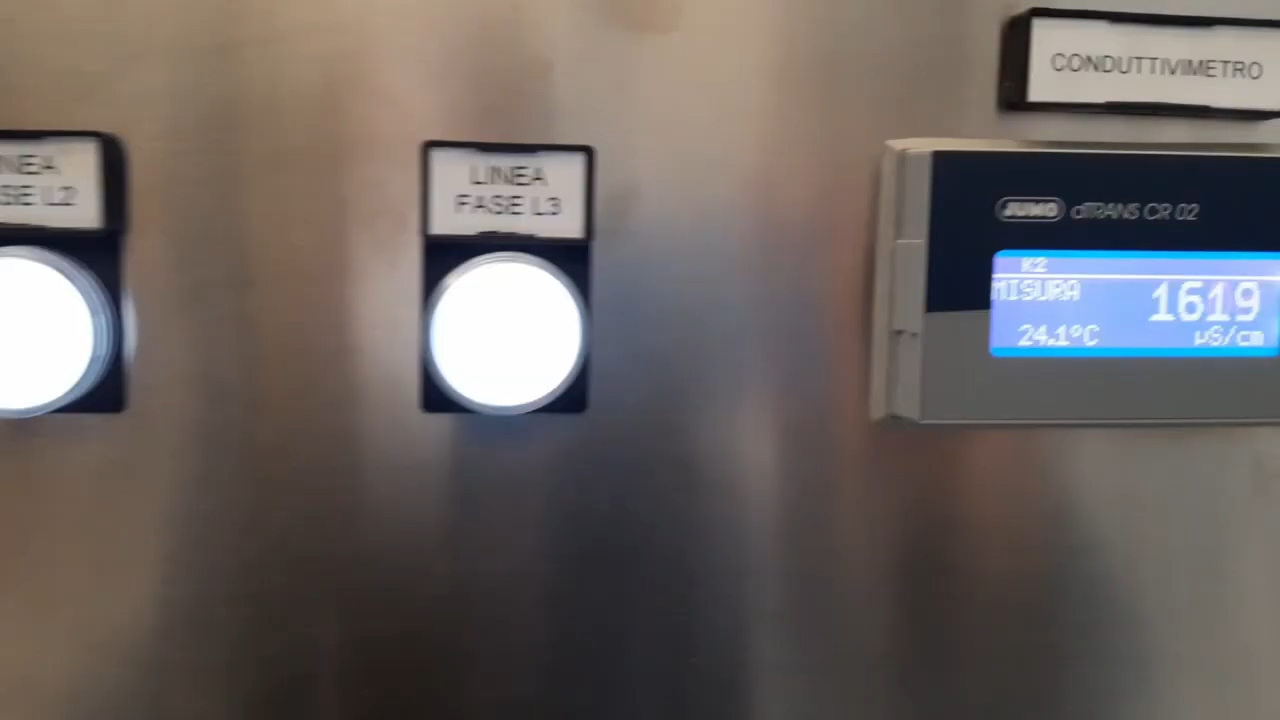 NEA
SE L2
LINEA
FASE L3
CONDUTTIVIMETRO
JUMO dTRANS CR 02
K2
MISURA 1619
24.1°C µS/cm